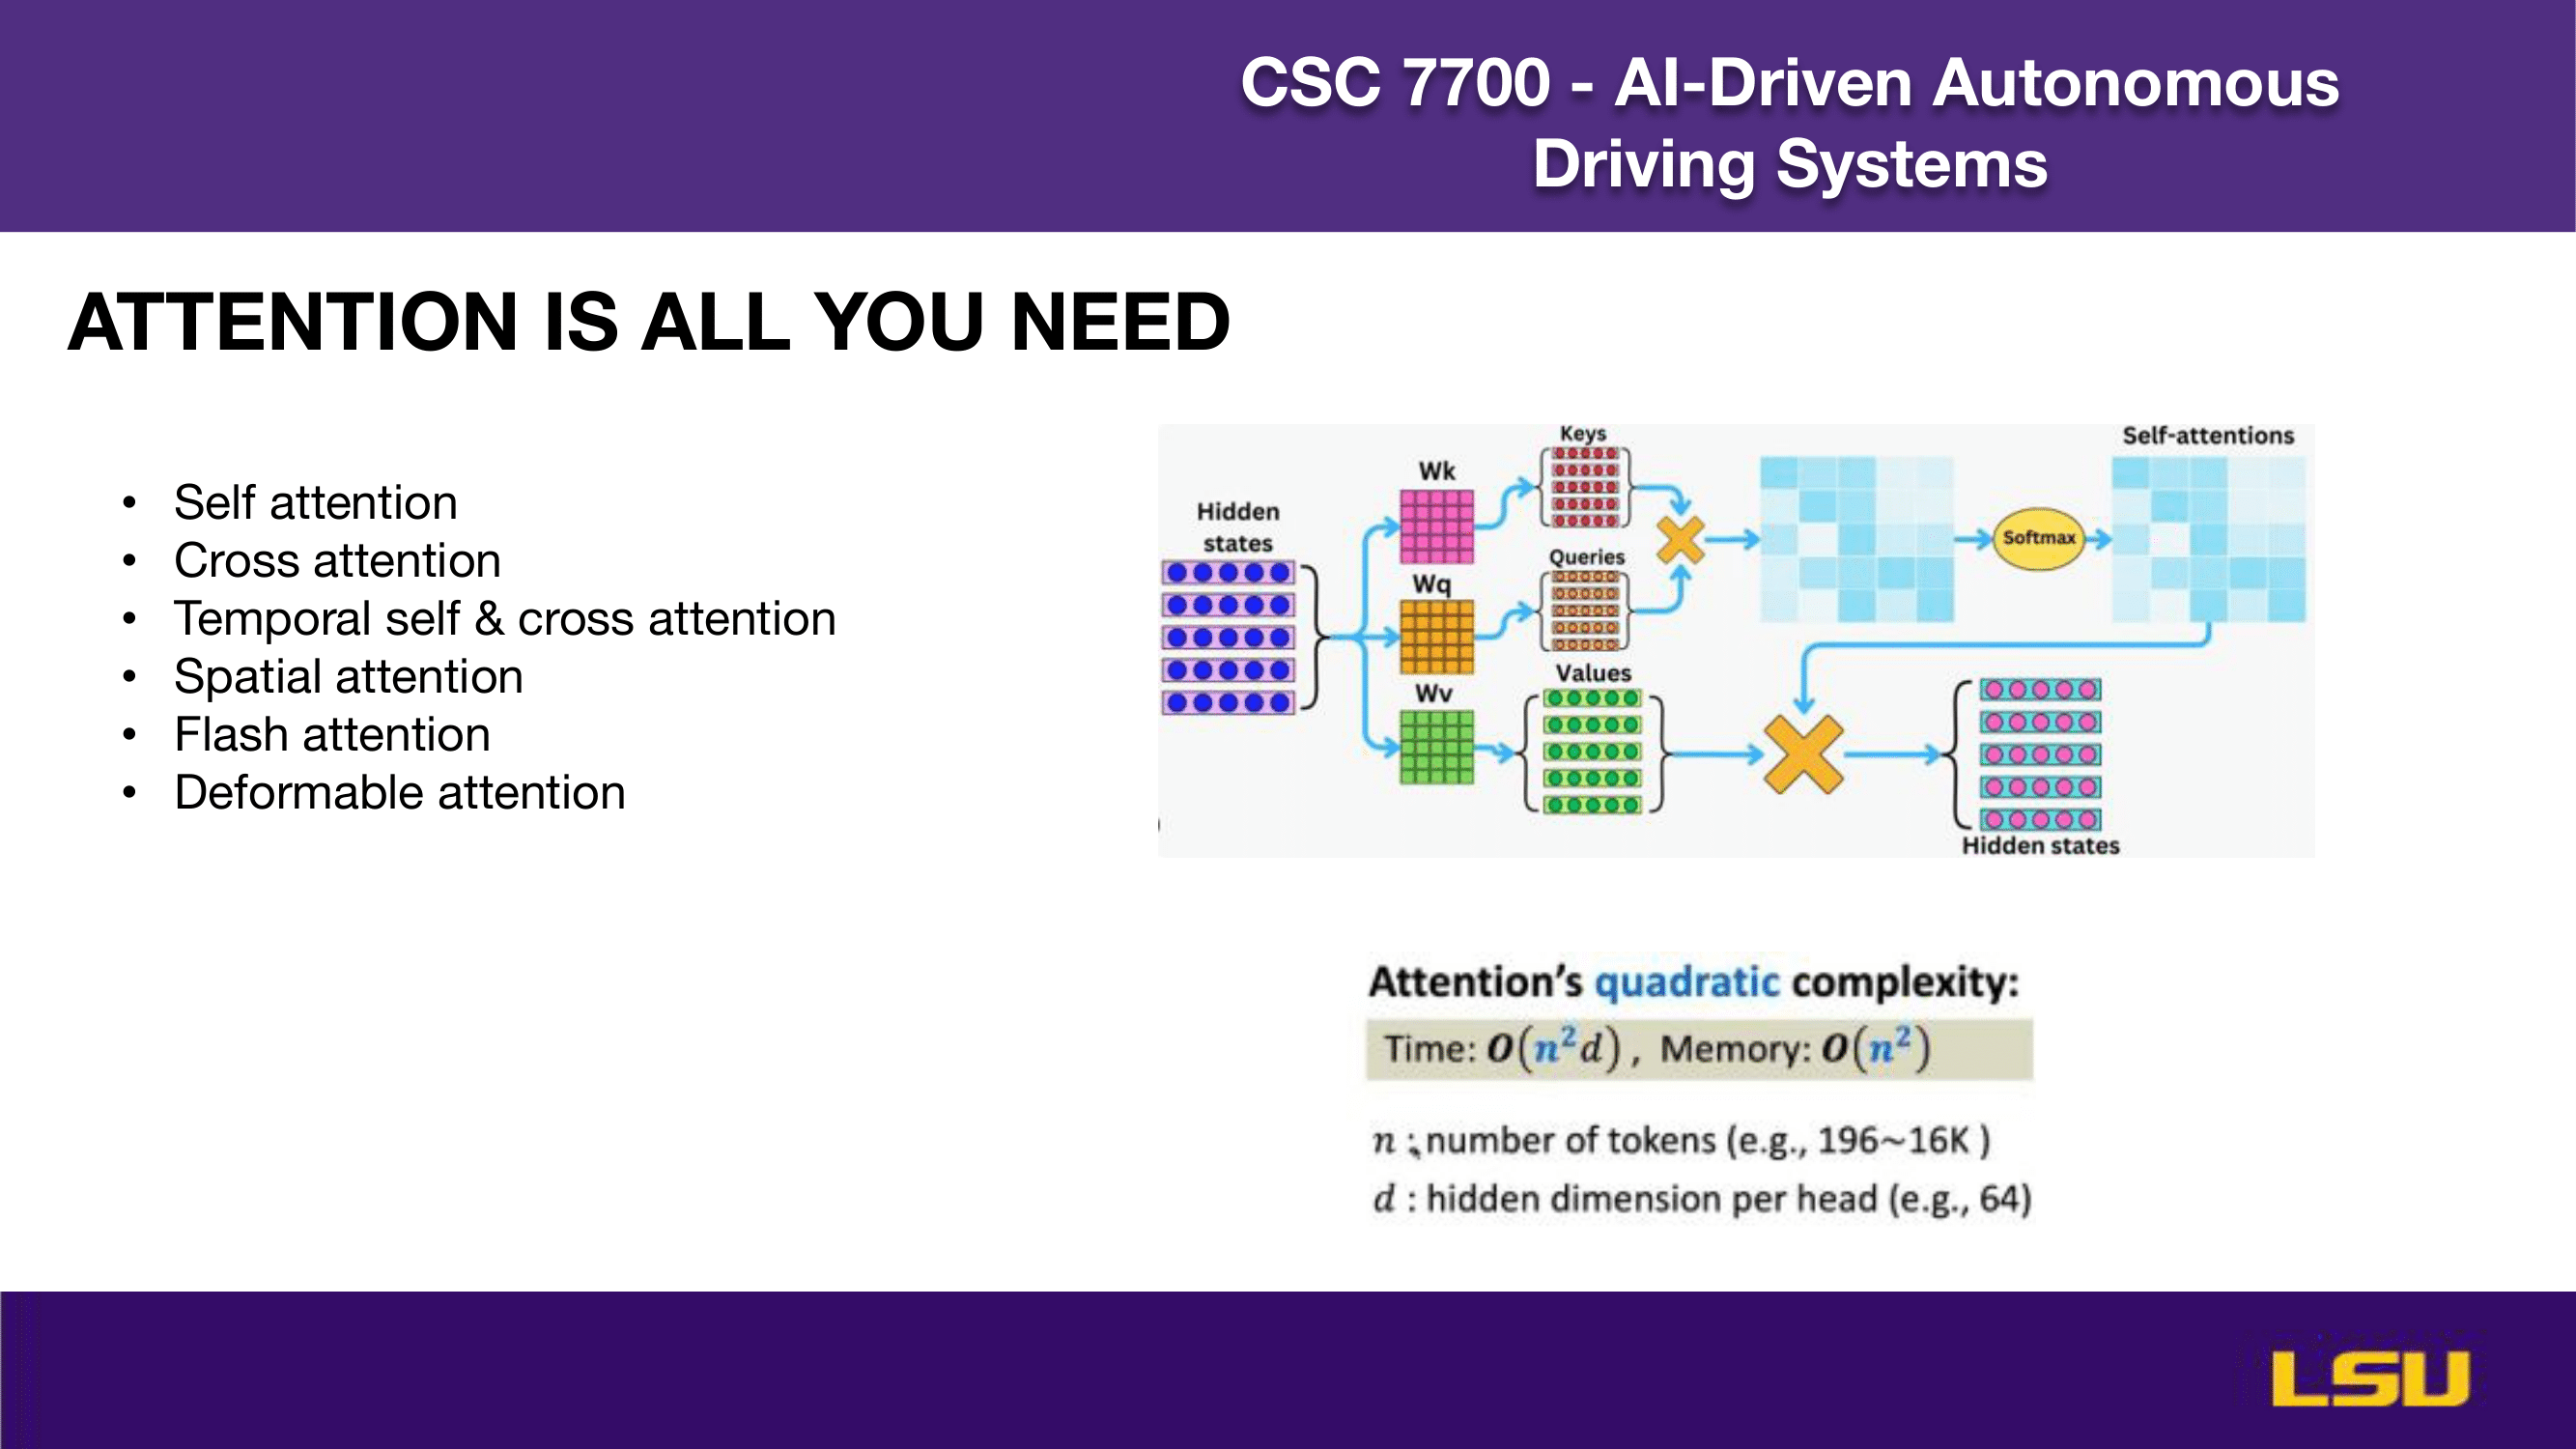 CSC 7700 - AI-Driven Autonomous
Driving Systems
ATTENTION IS ALL YOU NEED
• Self attention
• Cross attention
• Temporal self & cross attention
• Spatial attention
• Flash attention
• Deformable attention
Hidden
states
Wk
Wq
Wv
Keys
Queries
Values
Softmax
Self-attentions
Hidden states
Attention's quadratic complexity:
Time: O(n²d) , Memory: O(n²)
n : number of tokens (e.g., 196~16K )
d : hidden dimension per head (e.g., 64)
LSU